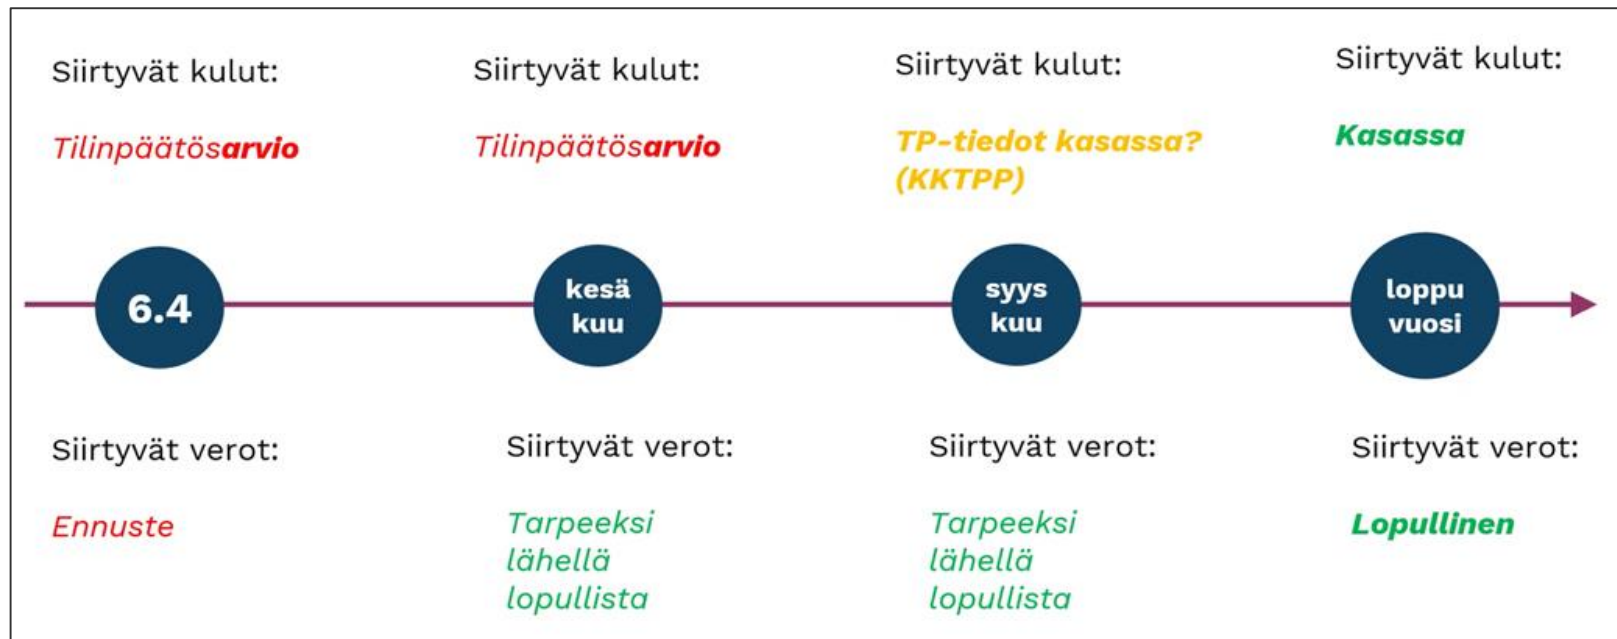 Siirtyvät kulut:
Tilinpäätösarvio
Siirtyvät kulut:
Tilinpäätösarvio
Siirtyvät kulut:
TP-tiedot kasassa?
(KKTPP)
Siirtyvät kulut:
Kasassa
6.4
kesä
kuu
syys
kuu
loppu
vuosi
Siirtyvät verot:
Ennuste
Siirtyvät verot:
Tarpeeksi
lähellä
lopullista
Siirtyvät verot:
Tarpeeksi
lähellä
lopullista
Siirtyvät verot:
Lopullinen